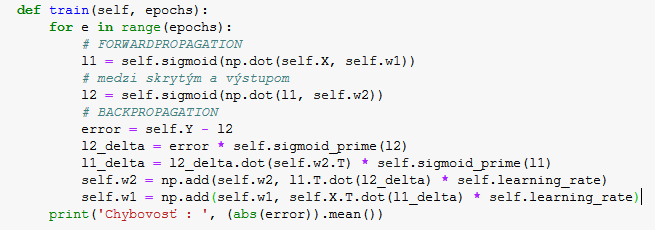 def train(self, epochs):
for e in range(epochs):
# FORWARDPROPAGATION
l1 = self.sigmoid(np.dot(self.X, self.w1))
# medzi skrytým a výstupom
l2 = self.sigmoid(np.dot(l1, self.w2))
# BACKPROPAGATION
error = self.Y - l2
l2_delta = error * self.sigmoid_prime(l2)
l1_delta = l2_delta.dot(self.w2.T) * self.sigmoid_prime(l1)
self.w2 = np.add(self.w2, l1.T.dot(l2_delta) * self.learning_rate)
self.w1 = np.add(self.w1, self.X.T.dot(l1_delta) * self.learning_rate)
print('Chybovosť : ', (abs(error)).mean())